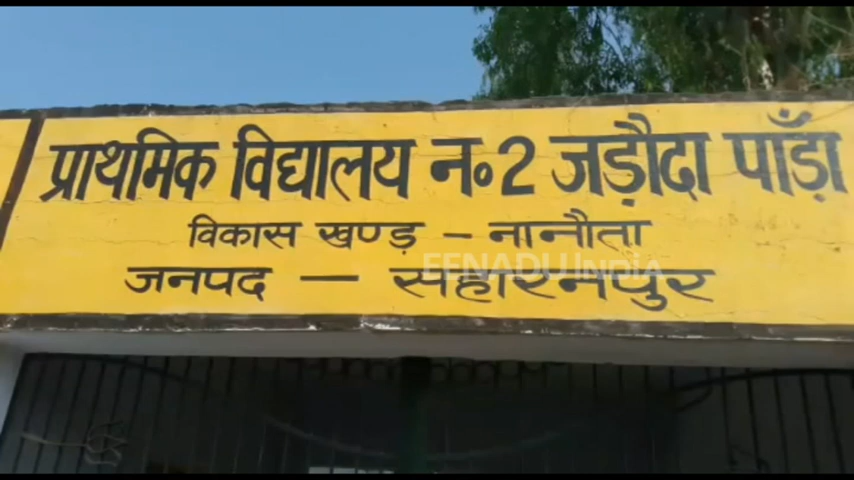 प्राथमिक विद्यालय न॰ 2 जड़ौदा पाँड़ा
विकास खण्ड़ - नानौता
जनपद - सहारनपुर
EENADU India